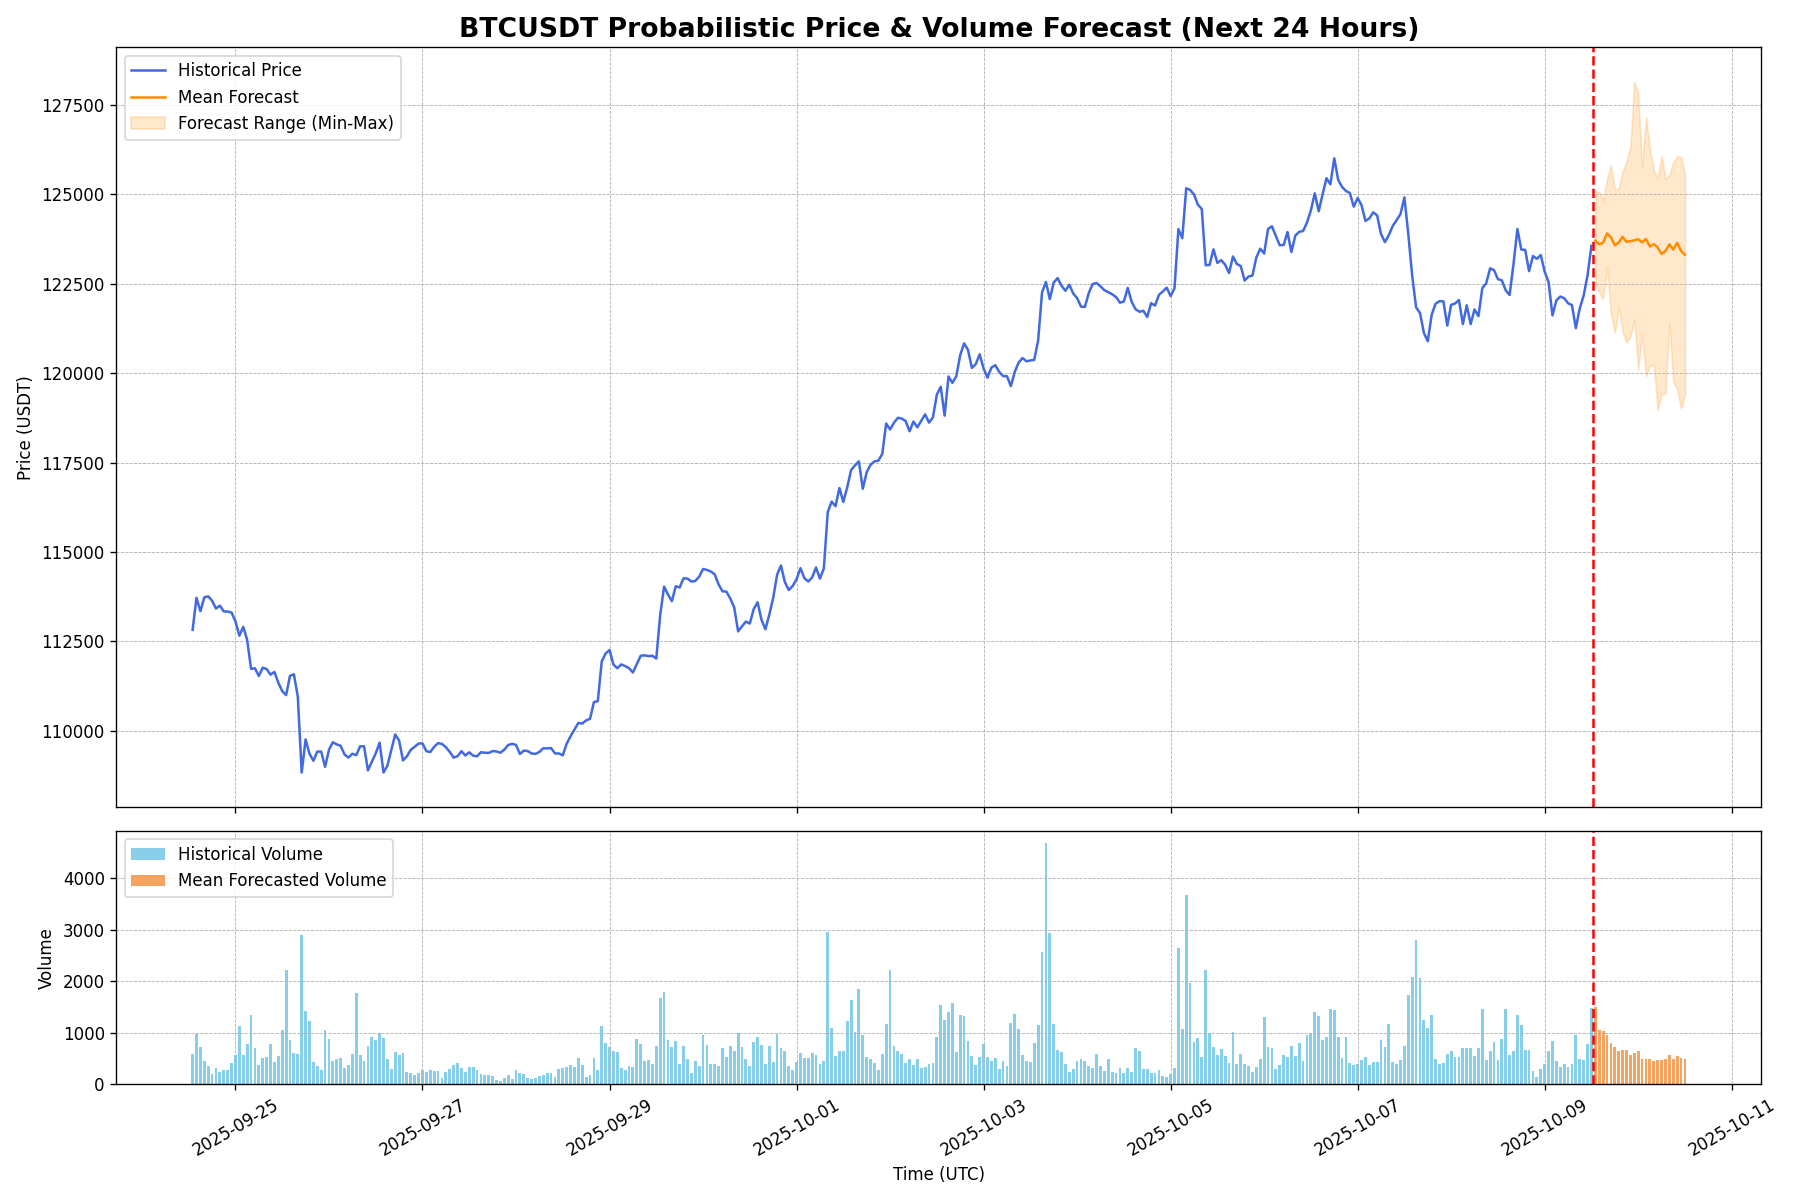 BTCUSDT Probabilistic Price & Volume Forecast (Next 24 Hours)
Historical Price
Mean Forecast
Forecast Range (Min-Max)
127500
125000
122500
120000
117500
115000
112500
110000
Price (USDT)
Historical Volume
Mean Forecasted Volume
4000
3000
2000
1000
0
Volume
2025-09-25
2025-09-27
2025-09-29
2025-10-01
2025-10-03
2025-10-05
2025-10-07
2025-10-09
2025-10-11
Time (UTC)